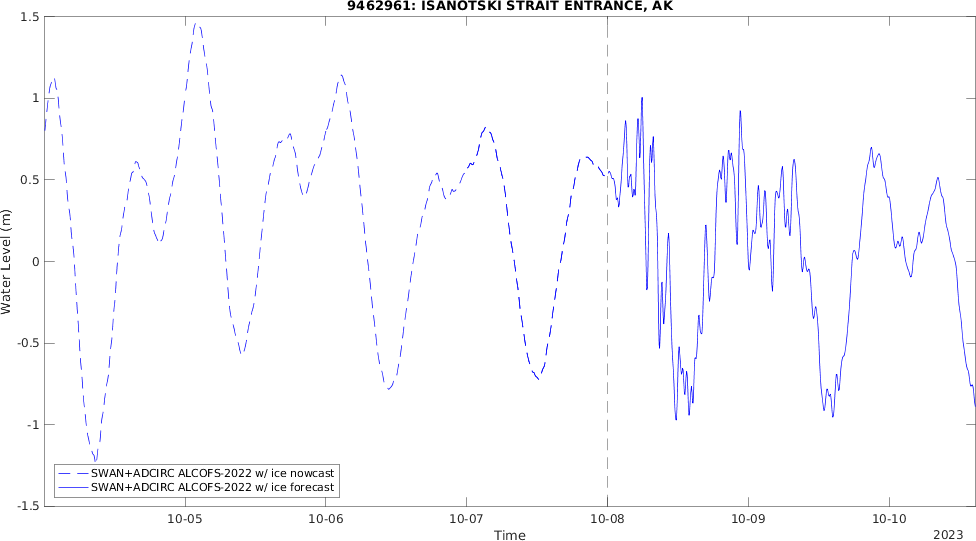 9462961: ISANOTSKI STRAIT ENTRANCE, AK
1.5
1
0.5
0
-0.5
-1
-1.5
Water Level (m)
SWAN+ADCIRC ALCOFS-2022 w/ ice nowcast
SWAN+ADCIRC ALCOFS-2022 w/ ice forecast
10-05 10-06 10-07 10-08 10-09 10-10
Time
2023